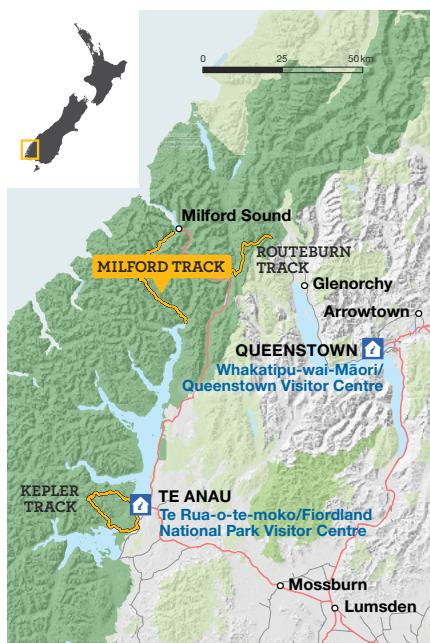 0 25 50 km
Milford Sound
MILFORD TRACK
ROUTEBURN
TRACK
Glenorchy
Arrowtown
QUEENSTOWN
Whakatipu-wai-Māori/
Queenstown Visitor Centre
KEPLER
TRACK
TE ANAU
Te Rua-o-te-moko/Fiordland
National Park Visitor Centre
Mossburn
Lumsden